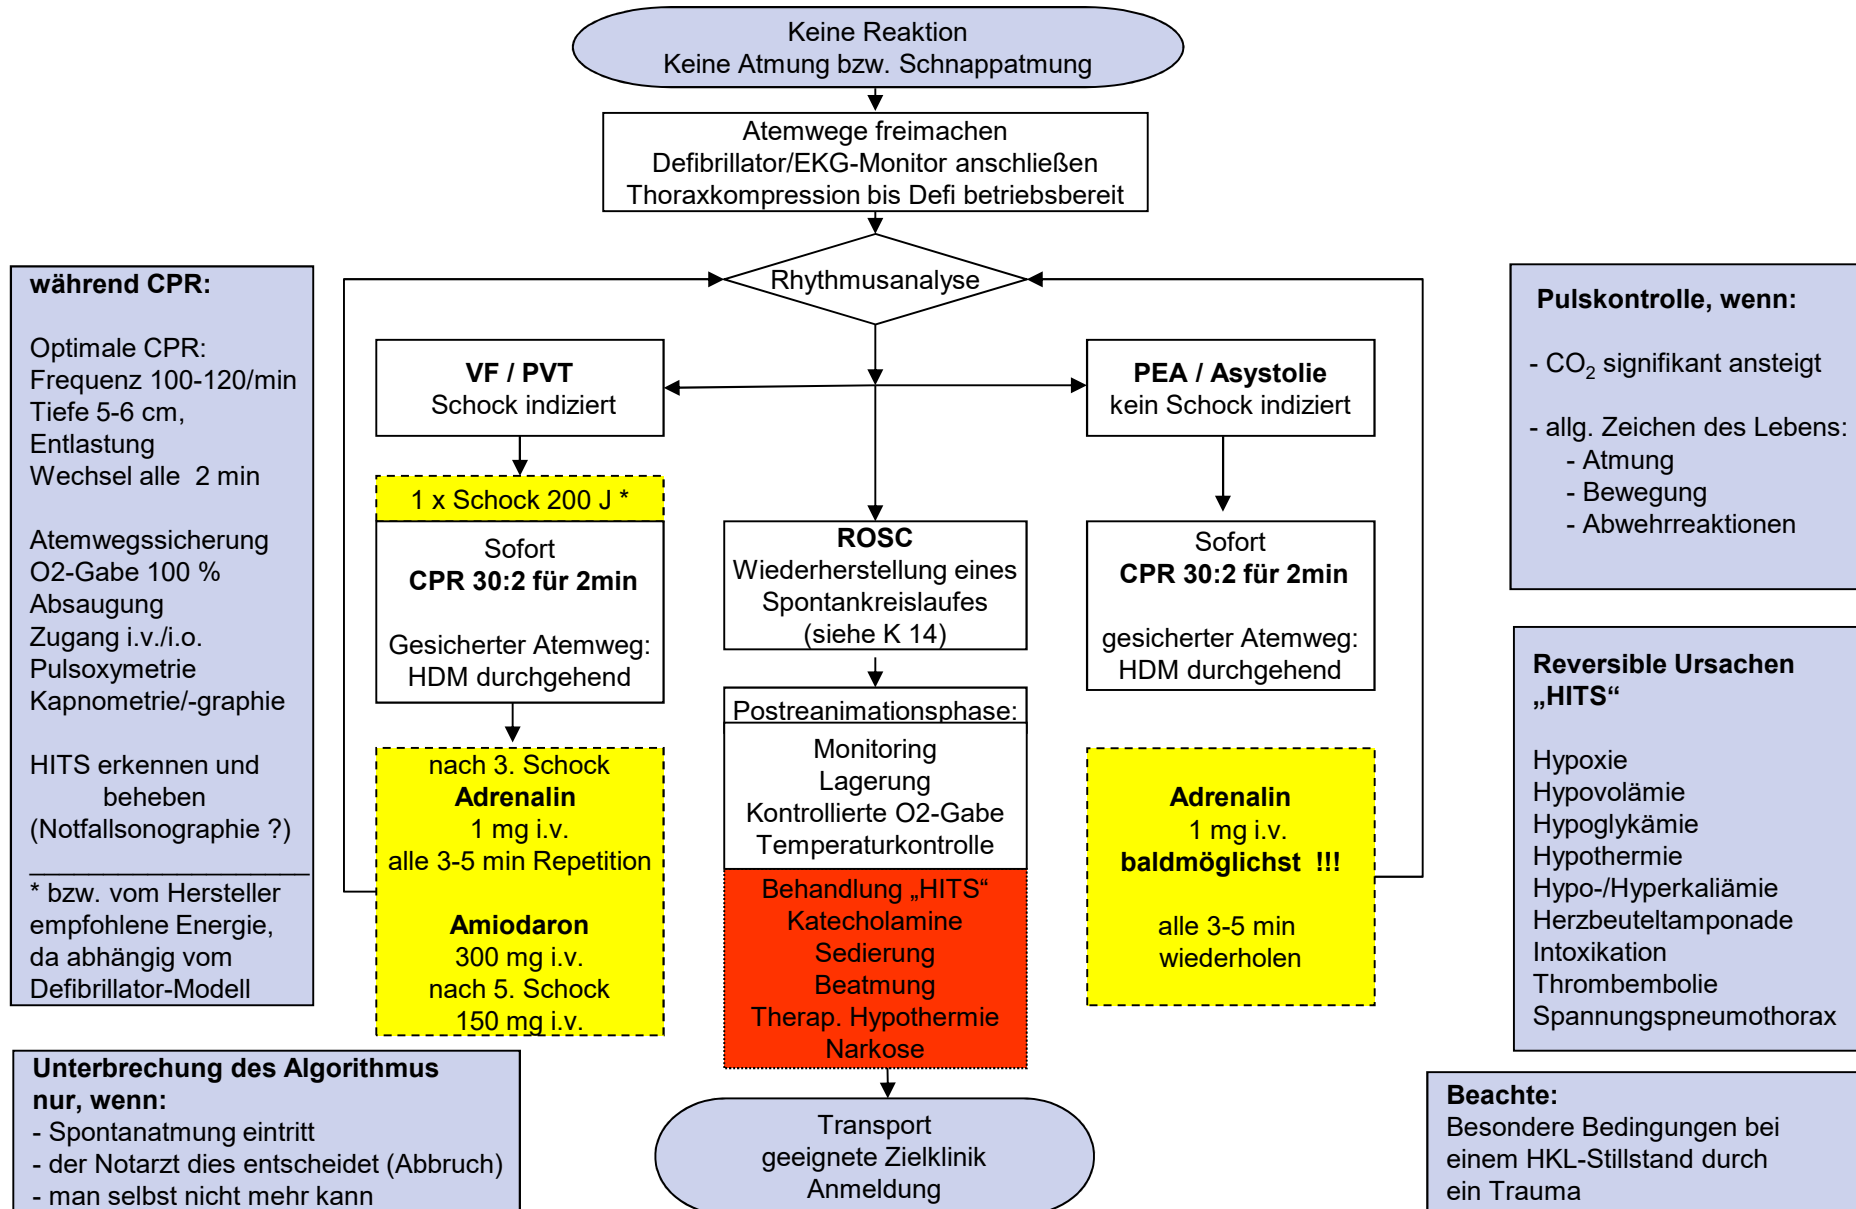 Keine Reaktion
Keine Atmung bzw. Schnappatmung
Atemwege freimachen
Defibrillator/EKG-Monitor anschließen
Thoraxkompression bis Defi betriebsbereit
Rhythmusanalyse
während CPR:
Optimale CPR:
Frequenz 100-120/min
Tiefe 5-6 cm,
Entlastung
Wechsel alle  2 min
Atemwegssicherung
O2-Gabe 100 %
Absaugung
Zugang i.v./i.o.
Pulsoxymetrie
Kapnometrie/-graphie
HITS erkennen und
beheben
(Notfallsonographie ?)
* bzw. vom Hersteller
empfohlene Energie,
da abhängig vom
Defibrillator-Modell
VF / PVT
Schock indiziert
1 x Schock 200 J *
Sofort
CPR 30:2 für 2min
Gesicherter Atemweg:
HDM durchgehend
nach 3. Schock
Adrenalin
1 mg i.v.
alle 3-5 min Repetition
Amiodaron
300 mg i.v.
nach 5. Schock
150 mg i.v.
ROSC
Wiederherstellung eines
Spontankreislaufes
(siehe K 14)
Postreanimationsphase:
Monitoring
Lagerung
Kontrollierte O2-Gabe
Temperaturkontrolle
Behandlung „HITS“
Katecholamine
Sedierung
Beatmung
Therap. Hypothermie
Narkose
Transport
geeignete Zielklinik
Anmeldung
PEA / Asystolie
kein Schock indiziert
Sofort
CPR 30:2 für 2min
gesicherter Atemweg:
HDM durchgehend
Adrenalin
1 mg i.v.
baldmöglichst  !!!
alle 3-5 min
wiederholen
Pulskontrolle, wenn:
- CO₂ signifikant ansteigt
- allg. Zeichen des Lebens:
- Atmung
- Bewegung
- Abwehrreaktionen
Reversible Ursachen
„HITS“
Hypoxie
Hypovolämie
Hypoglykämie
Hypothermie
Hypo-/Hyperkaliämie
Herzbeuteltamponade
Intoxikation
Thrombembolie
Spannungspneumothorax
Unterbrechung des Algorithmus
nur, wenn:
- Spontanatmung eintritt
- der Notarzt dies entscheidet (Abbruch)
- man selbst nicht mehr kann
Beachte:
Besondere Bedingungen bei
einem HKL-Stillstand durch
ein Trauma